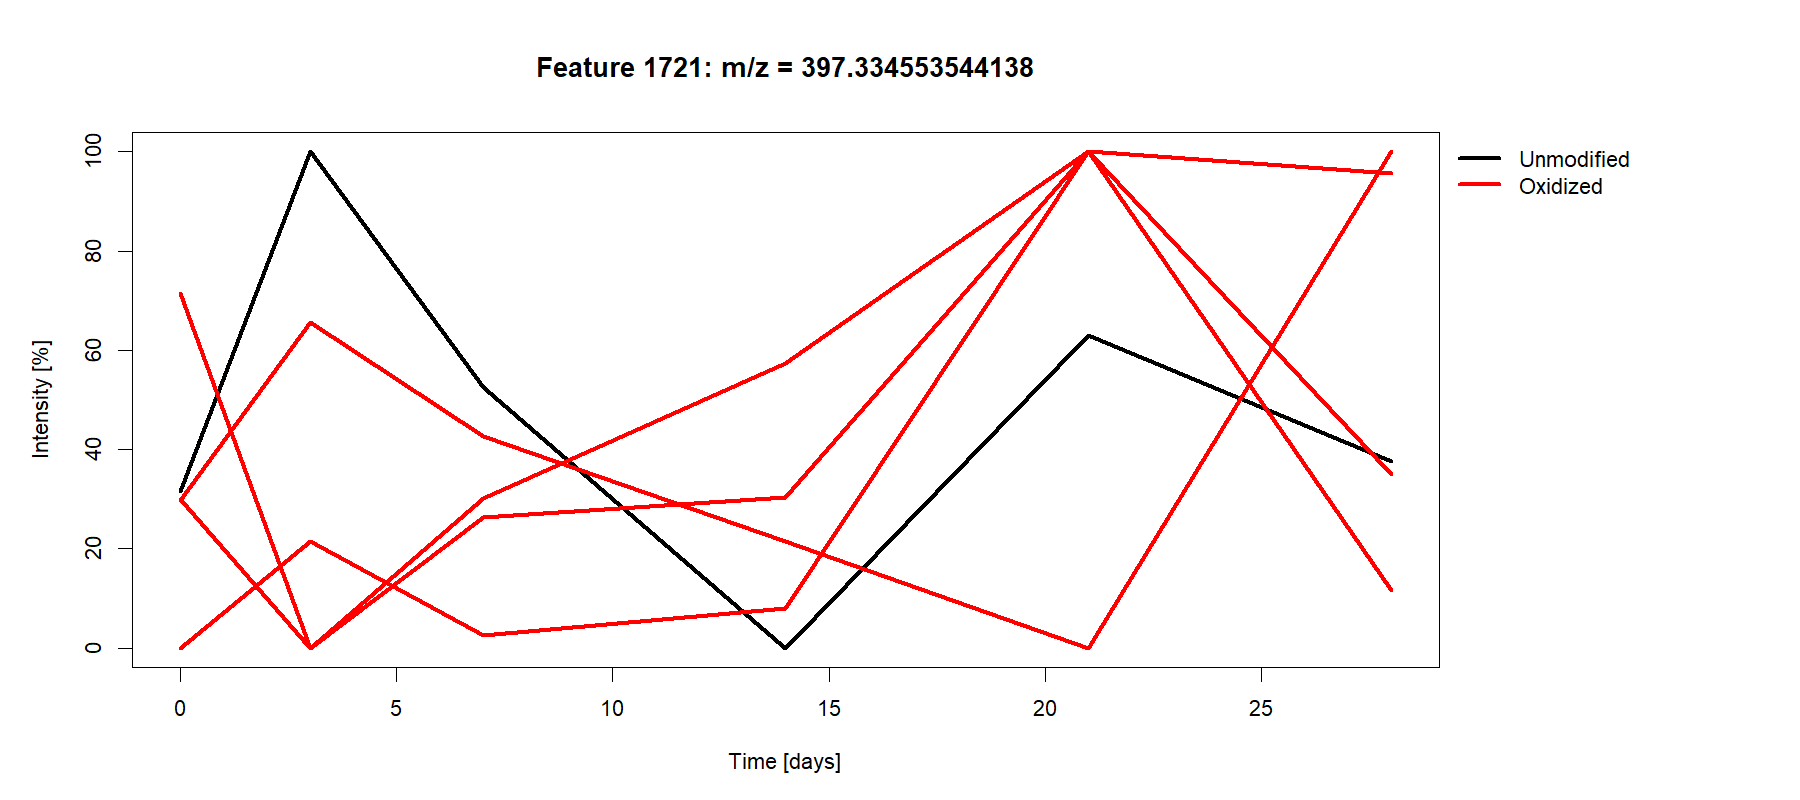 Feature 1721: m/z = 397.334553544138
Unmodified
Oxidized
100
80
60
40
20
0
Intensity [%]
0 5 10 15 20 25
Time [days]